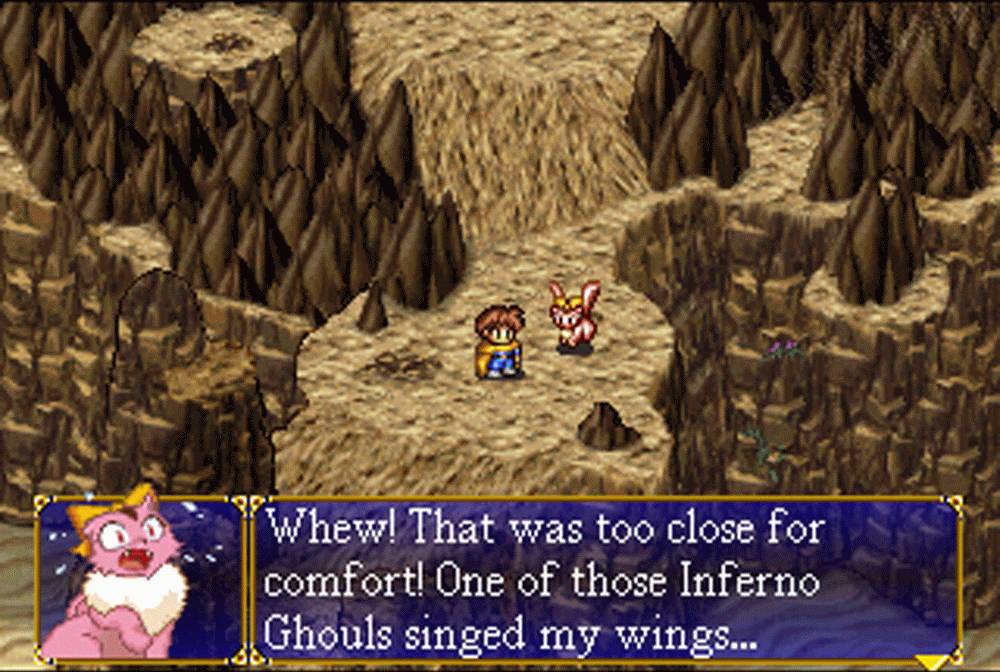 Whew! That was too close for
comfort! One of those Inferno
Ghouls singed my wings...